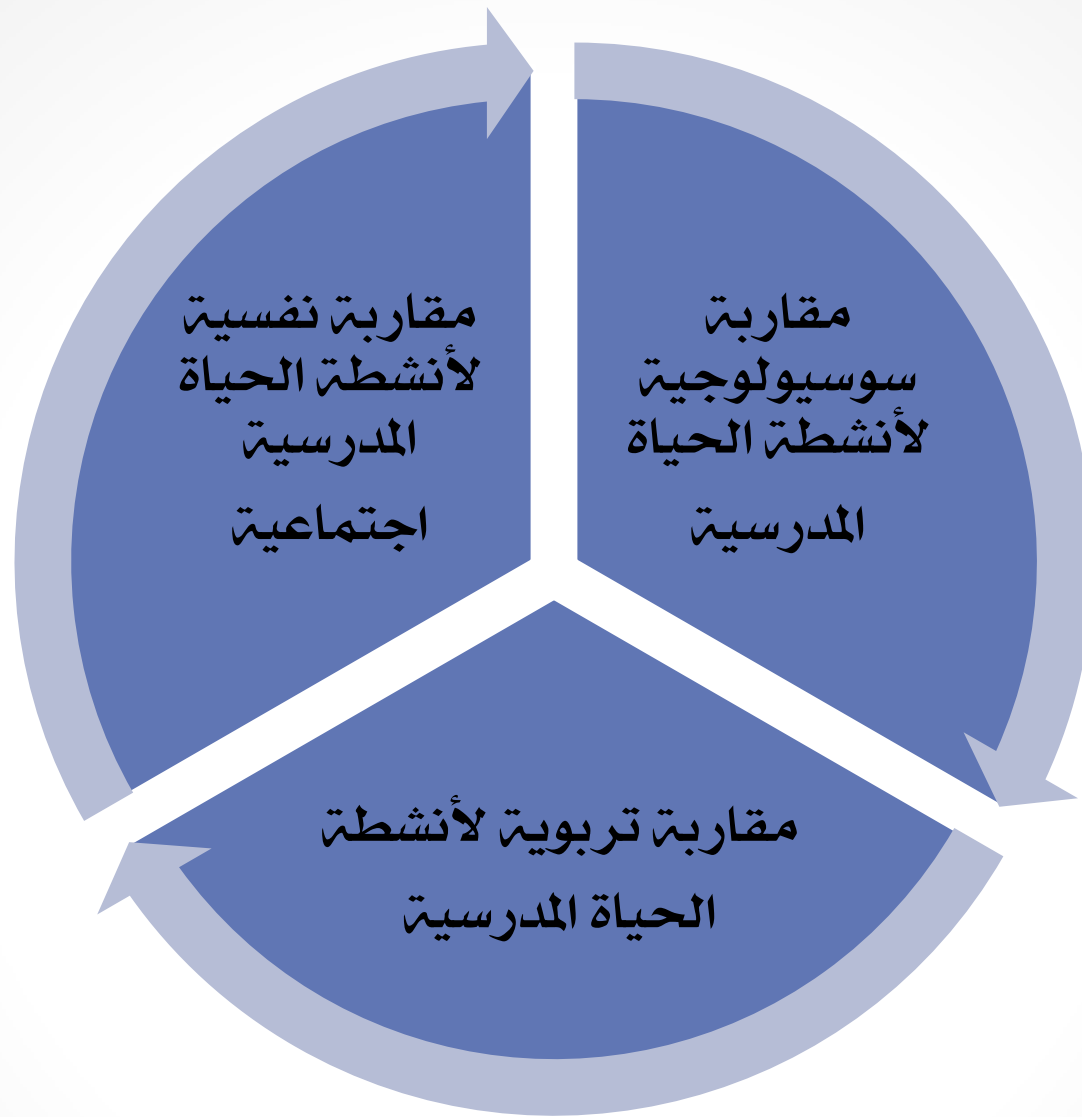 مقاربة
سوسيولوجية
لأنشطة الحياة
المدرسية
مقاربة تربوية لأنشطة
الحياة المدرسية
مقاربة نفسية
لأنشطة الحياة
المدرسية
اجتماعية